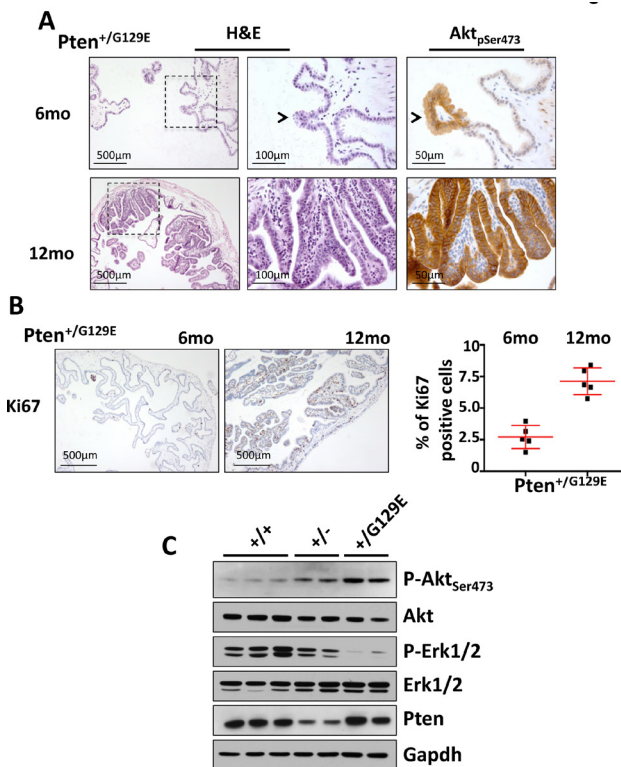 A
Pten+/G129E
H&E
AktpSer473
6mo
500µm
100µm
50µm
12mo
500µm
100µm
50µm
B
Pten+/G129E
6mo
12mo
Ki67
500µm
500µm
% of Ki67
positive cells
10
7.5
5.0
2.5
0
6mo
12mo
Pten+/G129E
C
+/+
+/-
+/G129E
P-AktSer473
Akt
P-Erk1/2
Erk1/2
Pten
Gapdh